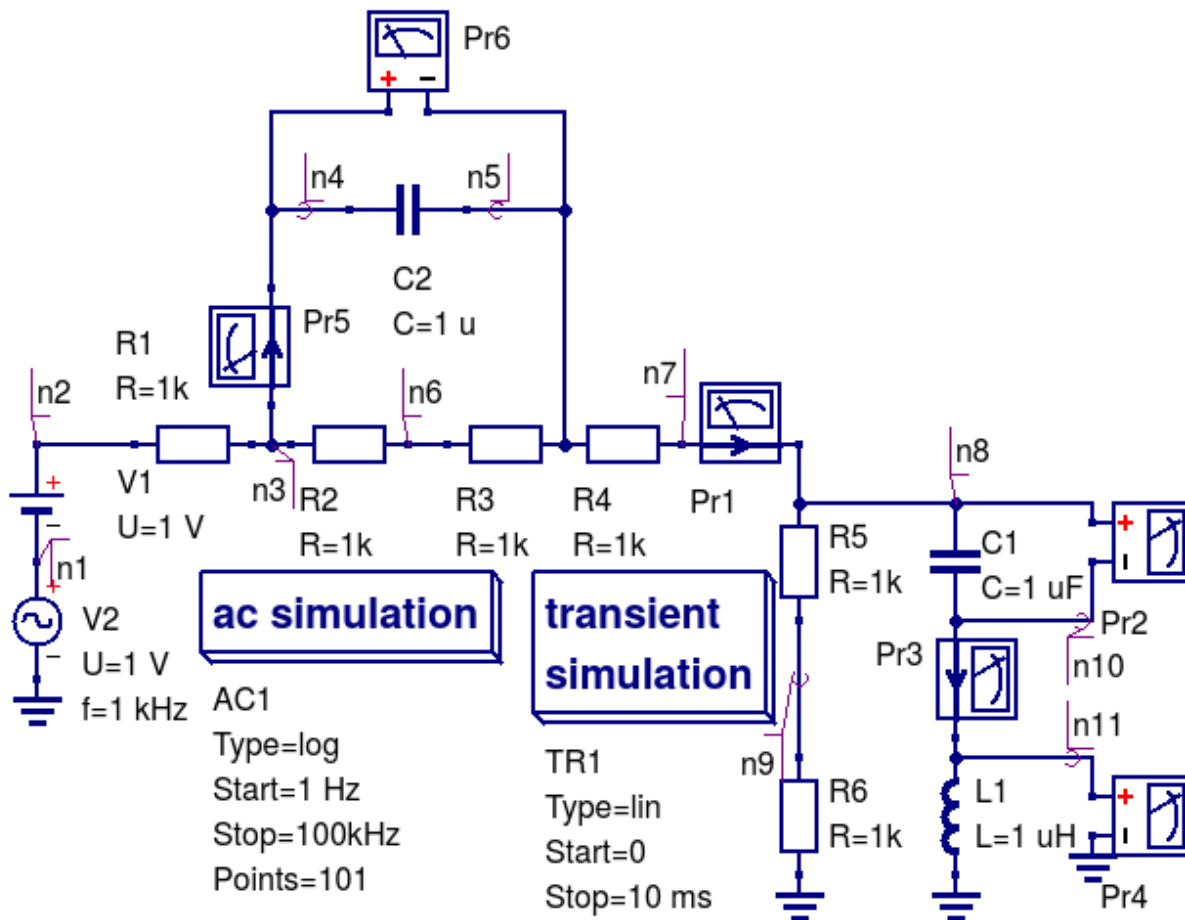 Pr6
n4
n5
C2
C=1 u
Pr5
R1
R=1k
n2
n6
n7
n3
V1
U=1 V
R2
R=1k
R3
R=1k
R4
R=1k
Pr1
n8
n1
V2
U=1 V
f=1 kHz
ac simulation
AC1
Type=log
Start=1 Hz
Stop=100kHz
Points=101
transient
simulation
TR1
Type=lin
Start=0
Stop=10 ms
R5
R=1k
C1
C=1 uF
Pr2
Pr3
n10
n11
n9
R6
R=1k
L1
L=1 uH
Pr4